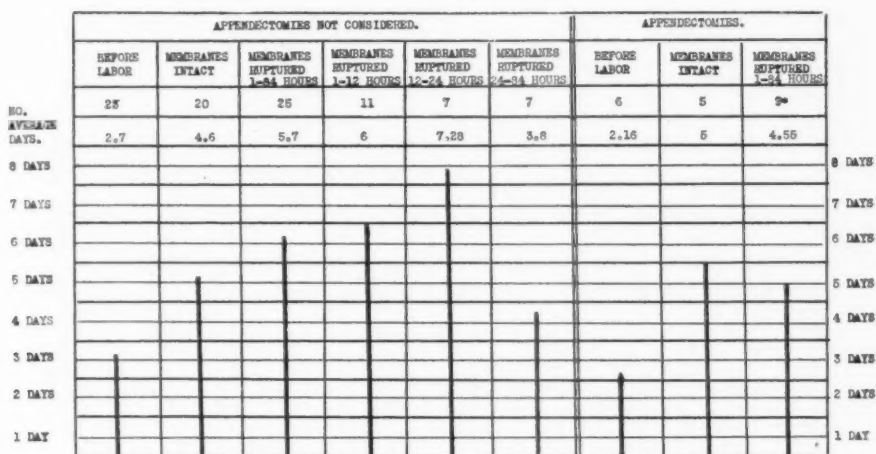 APPENDECTOMIES NOT CONSIDERED. APPENDECTOMIES.
BEFORE LABOR MEMBRANES INTACT MEMBRANES RUPTURED 1-84 HOURS MEMBRANES RUPTURED 1-12 HOURS MEMBRANES RUPTURED 12-24 HOURS MEMBRANES RUPTURED 24-84 HOURS BEFORE LABOR MEMBRANES INTACT MEMBRANES RUPTURED 1-84 HOURS
NO. 20 25 11 7 7 6 5 9*
AVERAGE DAYS. 2.7 4.6 5.7 6 7.28 3.8 2.16 5 4.55
8 DAYS 8 DAYS
7 DAYS 7 DAYS
6 DAYS 6 DAYS
5 DAYS 5 DAYS
4 DAYS 4 DAYS
3 DAYS 3 DAYS
2 DAYS 2 DAYS
1 DAY 1 DAY